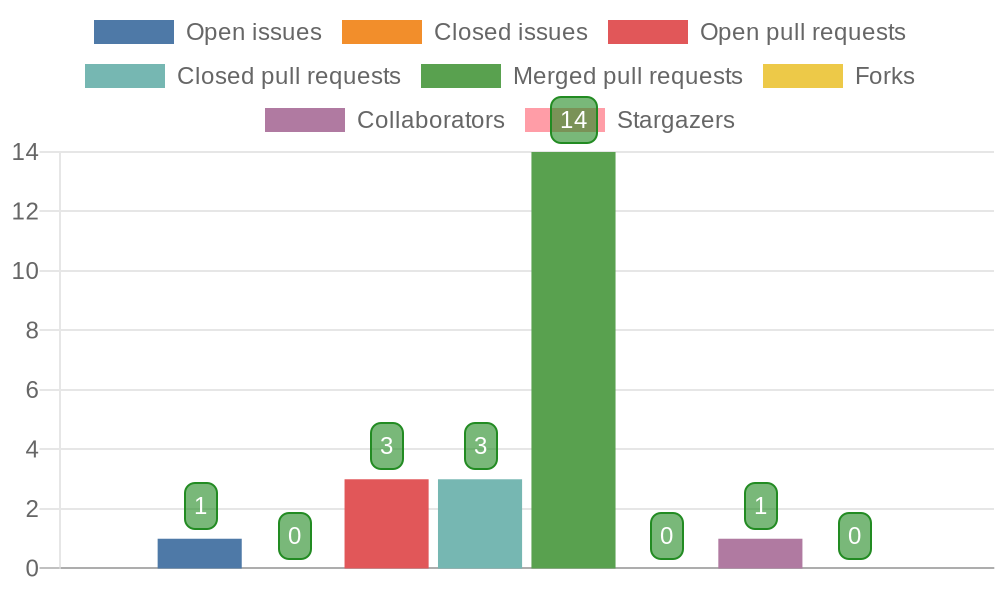 Open issues Closed issues Open pull requests
Closed pull requests Merged pull requests Forks
Collaborators 14 Stargazers
14
12
10
8
6
4 3 3
2 1 1
0 0 0 0